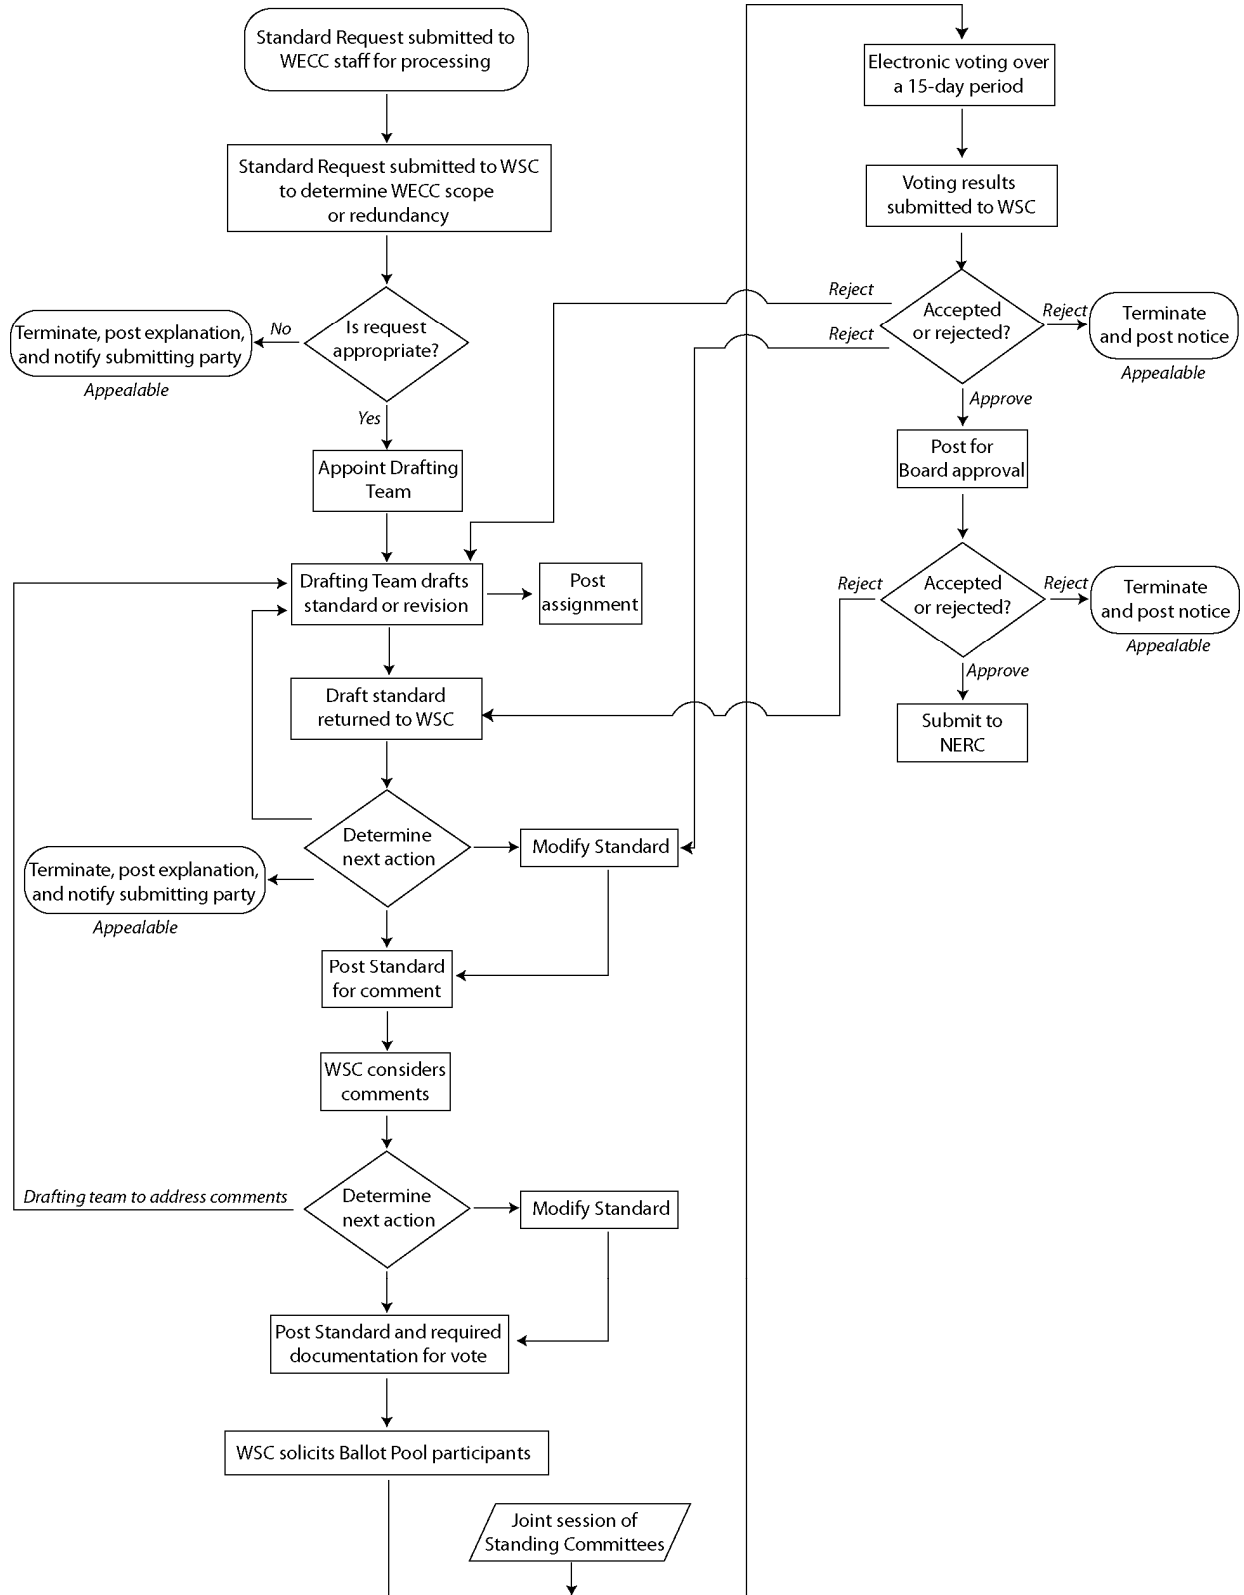 Standard Request submitted to
WECC staff for processing
Standard Request submitted to WSC
to determine WECC scope
or redundancy
Is request
appropriate?
No
Terminate, post explanation,
and notify submitting party
Appealable
Yes
Appoint Drafting
Team
Drafting Team drafts
standard or revision
Post
assignment
Draft standard
returned to WSC
Determine
next action
Modify Standard
Terminate, post explanation,
and notify submitting party
Appealable
Post Standard
for comment
WSC considers
comments
Drafting team to address comments
Determine
next action
Modify Standard
Post Standard and required
documentation for vote
WSC solicits Ballot Pool participants
Joint session of
Standing Committees
Electronic voting over
a 15-day period
Voting results
submitted to WSC
Reject
Reject
Accepted
or rejected?
Reject
Terminate
and post notice
Appealable
Approve
Post for
Board approval
Reject
Accepted
or rejected?
Reject
Terminate
and post notice
Appealable
Approve
Submit to
NERC